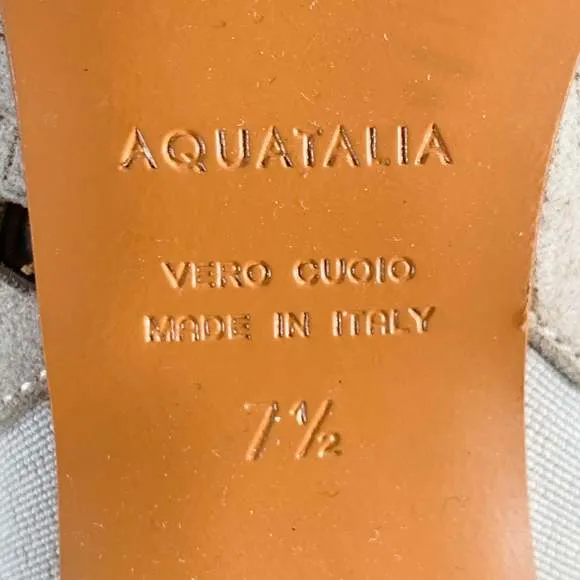 AQUATALIA
VERO CUOIO
MADE IN ITALY
7½